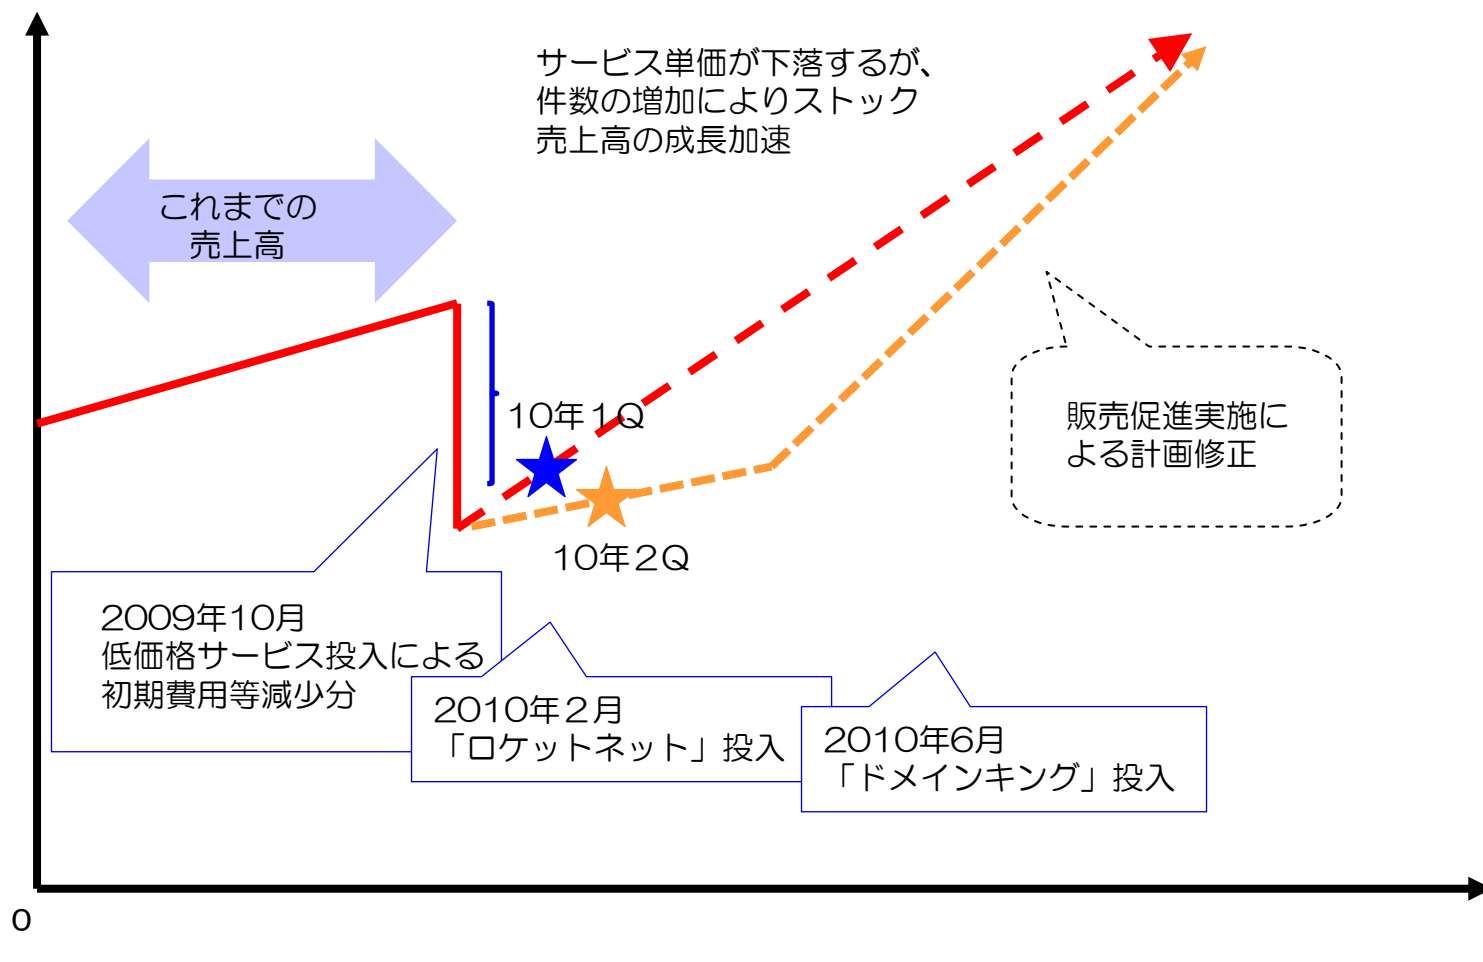 サービス単価が下落するが、
件数の増加によりストック
売上高の成長加速
これまでの
売上高
10年１Q
販売促進実施に
よる計画修正
10年２Q
2009年10月
低価格サービス投入による
初期費用等減少分
2010年２月
「ロケットネット」投入
2010年6月
「ドメインキング」投入
0